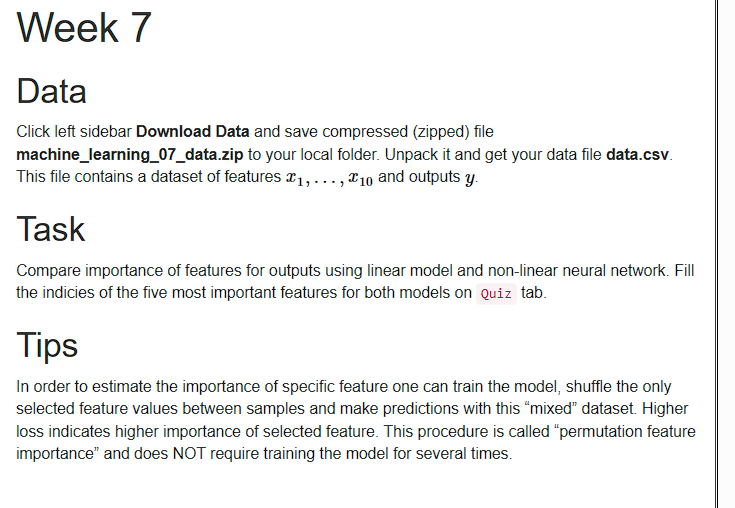 Week 7
Data
Click left sidebar Download Data and save compressed (zipped) file
machine_learning_07_data.zip to your local folder. Unpack it and get your data file data.csv.
This file contains a dataset of features x₁, . . . , x₁₀ and outputs y.
Task
Compare importance of features for outputs using linear model and non-linear neural network. Fill
the indicies of the five most important features for both models on Quiz tab.
Tips
In order to estimate the importance of specific feature one can train the model, shuffle the only
selected feature values between samples and make predictions with this “mixed” dataset. Higher
loss indicates higher importance of selected feature. This procedure is called “permutation feature
importance” and does NOT require training the model for several times.